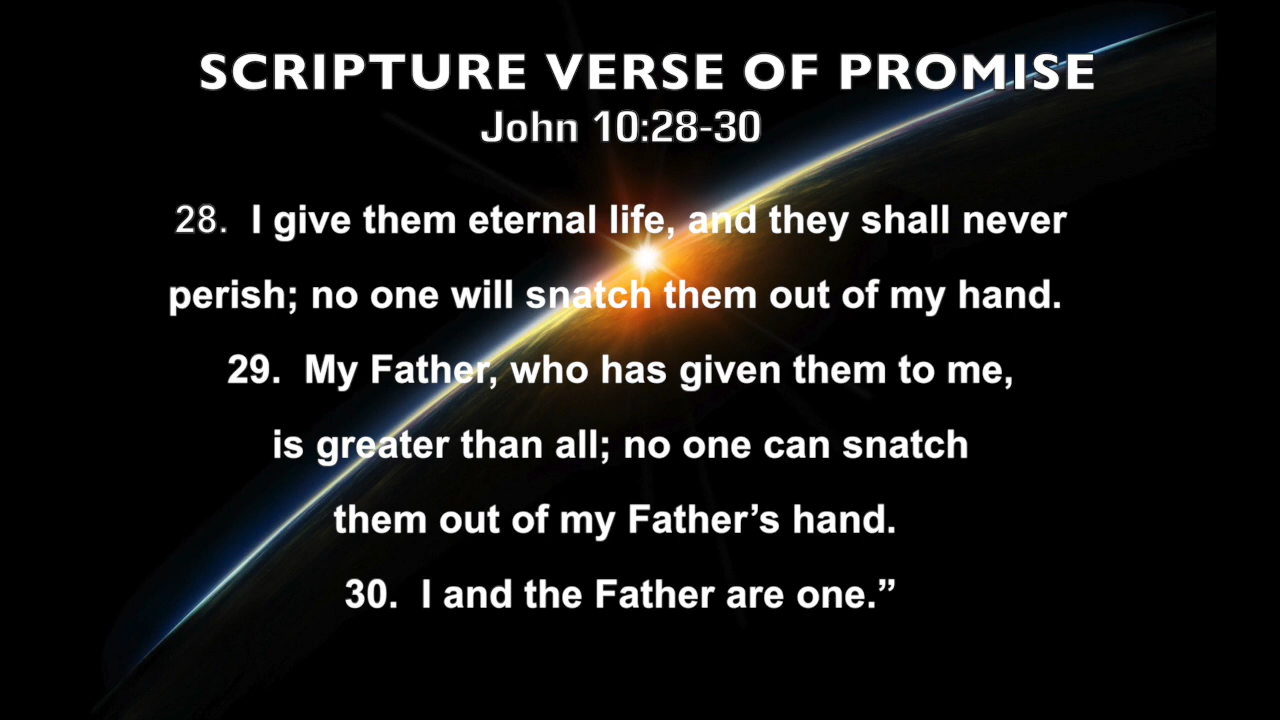 SCRIPTURE VERSE OF PROMISE
John 10:28-30
28. I give them eternal life, and they shall never
perish; no one will snatch them out of my hand.
29. My Father, who has given them to me,
is greater than all; no one can snatch
them out of my Father’s hand.
30. I and the Father are one.”